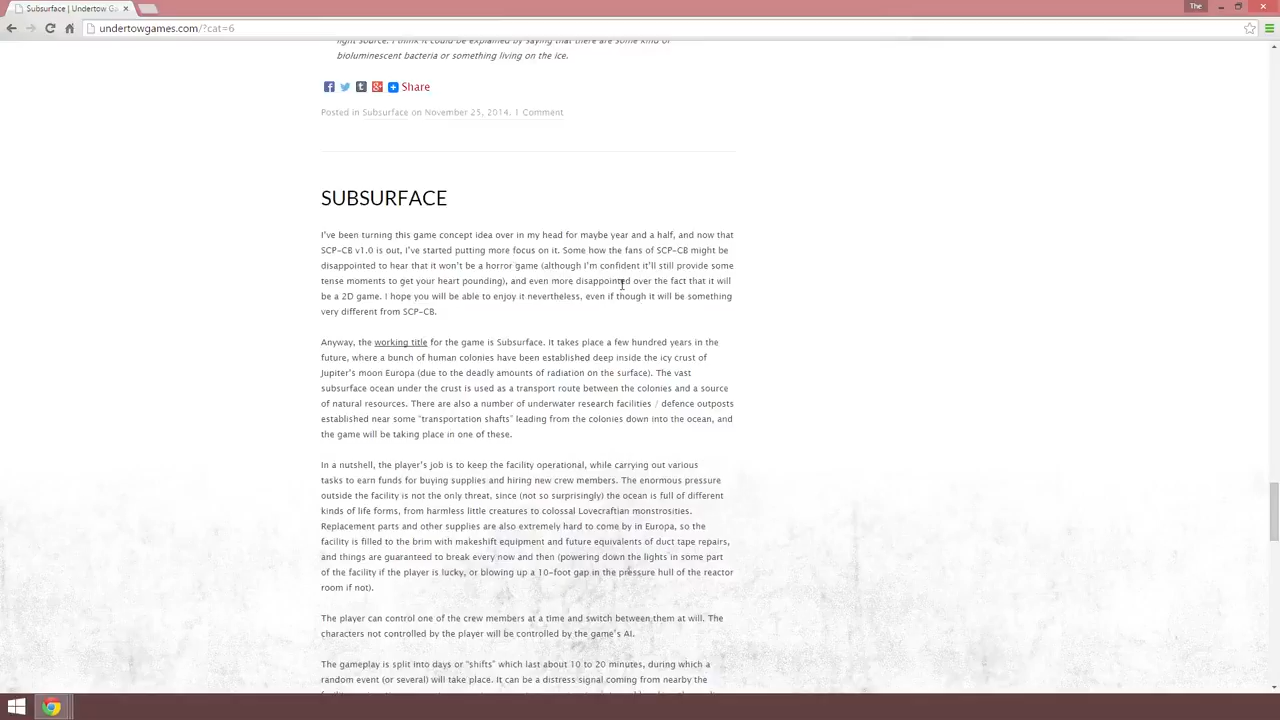 Subsurface | Undertow Ga
The
undertowgames.com/?cat=6
light source. I think it could be explained by saying that there are some kind of
bioluminescent bacteria or something living on the ice.
Share
Posted in Subsurface on November 25, 2014. 1 Comment
SUBSURFACE
I've been turning this game concept idea over in my head for maybe year and a half, and now that
SCP-CB v1.0 is out, I've started putting more focus on it. Some how the fans of SCP-CB might be
disappointed to hear that it won't be a horror game (although I'm confident it'll still provide some
tense moments to get your heart pounding), and even more disappointed over the fact that it will
be a 2D game. I hope you will be able to enjoy it nevertheless, even if though it will be something
very different from SCP-CB.
Anyway, the working title for the game is Subsurface. It takes place a few hundred years in the
future, where a bunch of human colonies have been established deep inside the icy crust of
Jupiter's moon Europa (due to the deadly amounts of radiation on the surface). The vast
subsurface ocean under the crust is used as a transport route between the colonies and a source
of natural resources. There are also a number of underwater research facilities / defence outposts
established near some "transportation shafts" leading from the colonies down into the ocean, and
the game will be taking place in one of these.
In a nutshell, the player's job is to keep the facility operational, while carrying out various
tasks to earn funds for buying supplies and hiring new crew members. The enormous pressure
outside the facility is not the only threat, since (not so surprisingly) the ocean is full of different
kinds of life forms, from harmless little creatures to colossal Lovecraftian monstrosities.
Replacement parts and other supplies are also extremely hard to come by in Europa, so the
facility is filled to the brim with makeshift equipment and future equivalents of duct tape repairs,
and things are guaranteed to break every now and then (powering down the lights in some part
of the facility if the player is lucky, or blowing up a 10-foot gap in the pressure hull of the reactor
room if not).
The player can control one of the crew members at a time and switch between them at will. The
characters not controlled by the player will be controlled by the game's AI.
The gameplay is split into days or "shifts" which last about 10 to 20 minutes, during which a
random event (or several) will take place. It can be a distress signal coming from nearby the